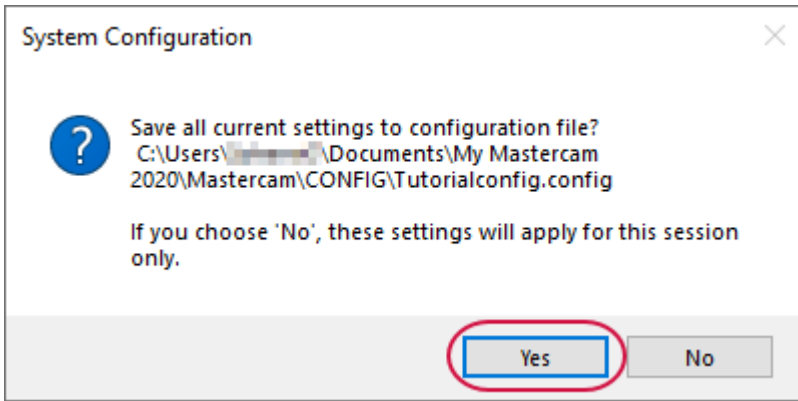 System Configuration
Save all current settings to configuration file?
C:\Users\ \Documents\My Mastercam
2020\Mastercam\CONFIG\Tutorialconfig.config
If you choose 'No', these settings will apply for this session
only.
Yes No